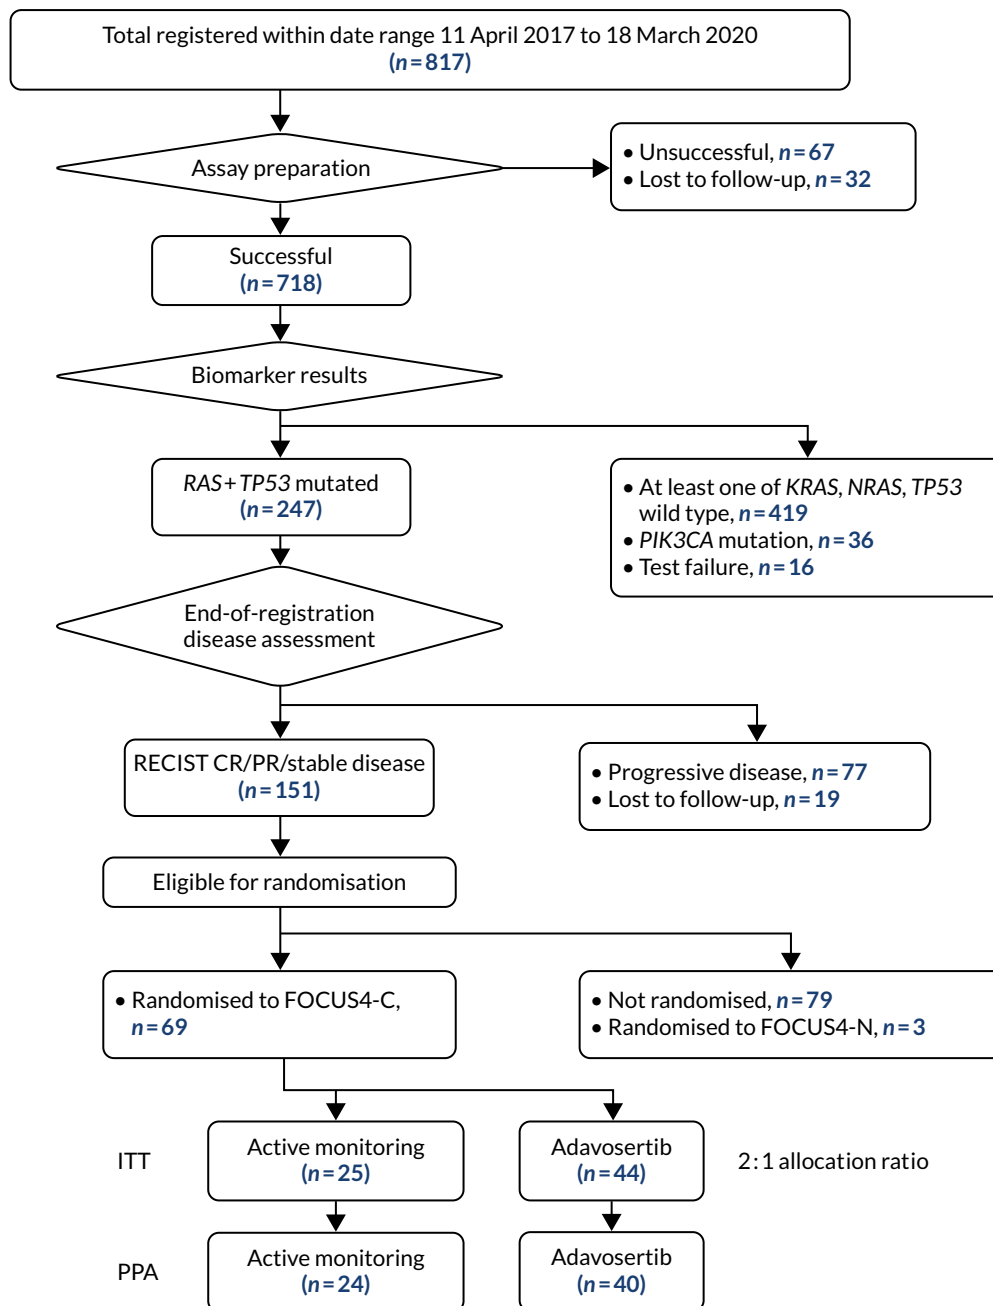 Total registered within date range 11 April 2017 to 18 March 2020
(n=817)
Assay preparation
• Unsuccessful, n=67
• Lost to follow-up, n=32
Successful
(n=718)
Biomarker results
RAS+TP53 mutated
(n=247)
• At least one of KRAS, NRAS, TP53
wild type, n=419
• PIK3CA mutation, n=36
• Test failure, n=16
End-of-registration
disease assessment
RECIST CR/PR/stable disease
(n=151)
• Progressive disease, n=77
• Lost to follow-up, n=19
Eligible for randomisation
• Randomised to FOCUS4-C,
n=69
• Not randomised, n=79
• Randomised to FOCUS4-N, n=3
ITT
Active monitoring
(n=25)
Adavosertib
(n=44)
2:1 allocation ratio
PPA
Active monitoring
(n=24)
Adavosertib
(n=40)